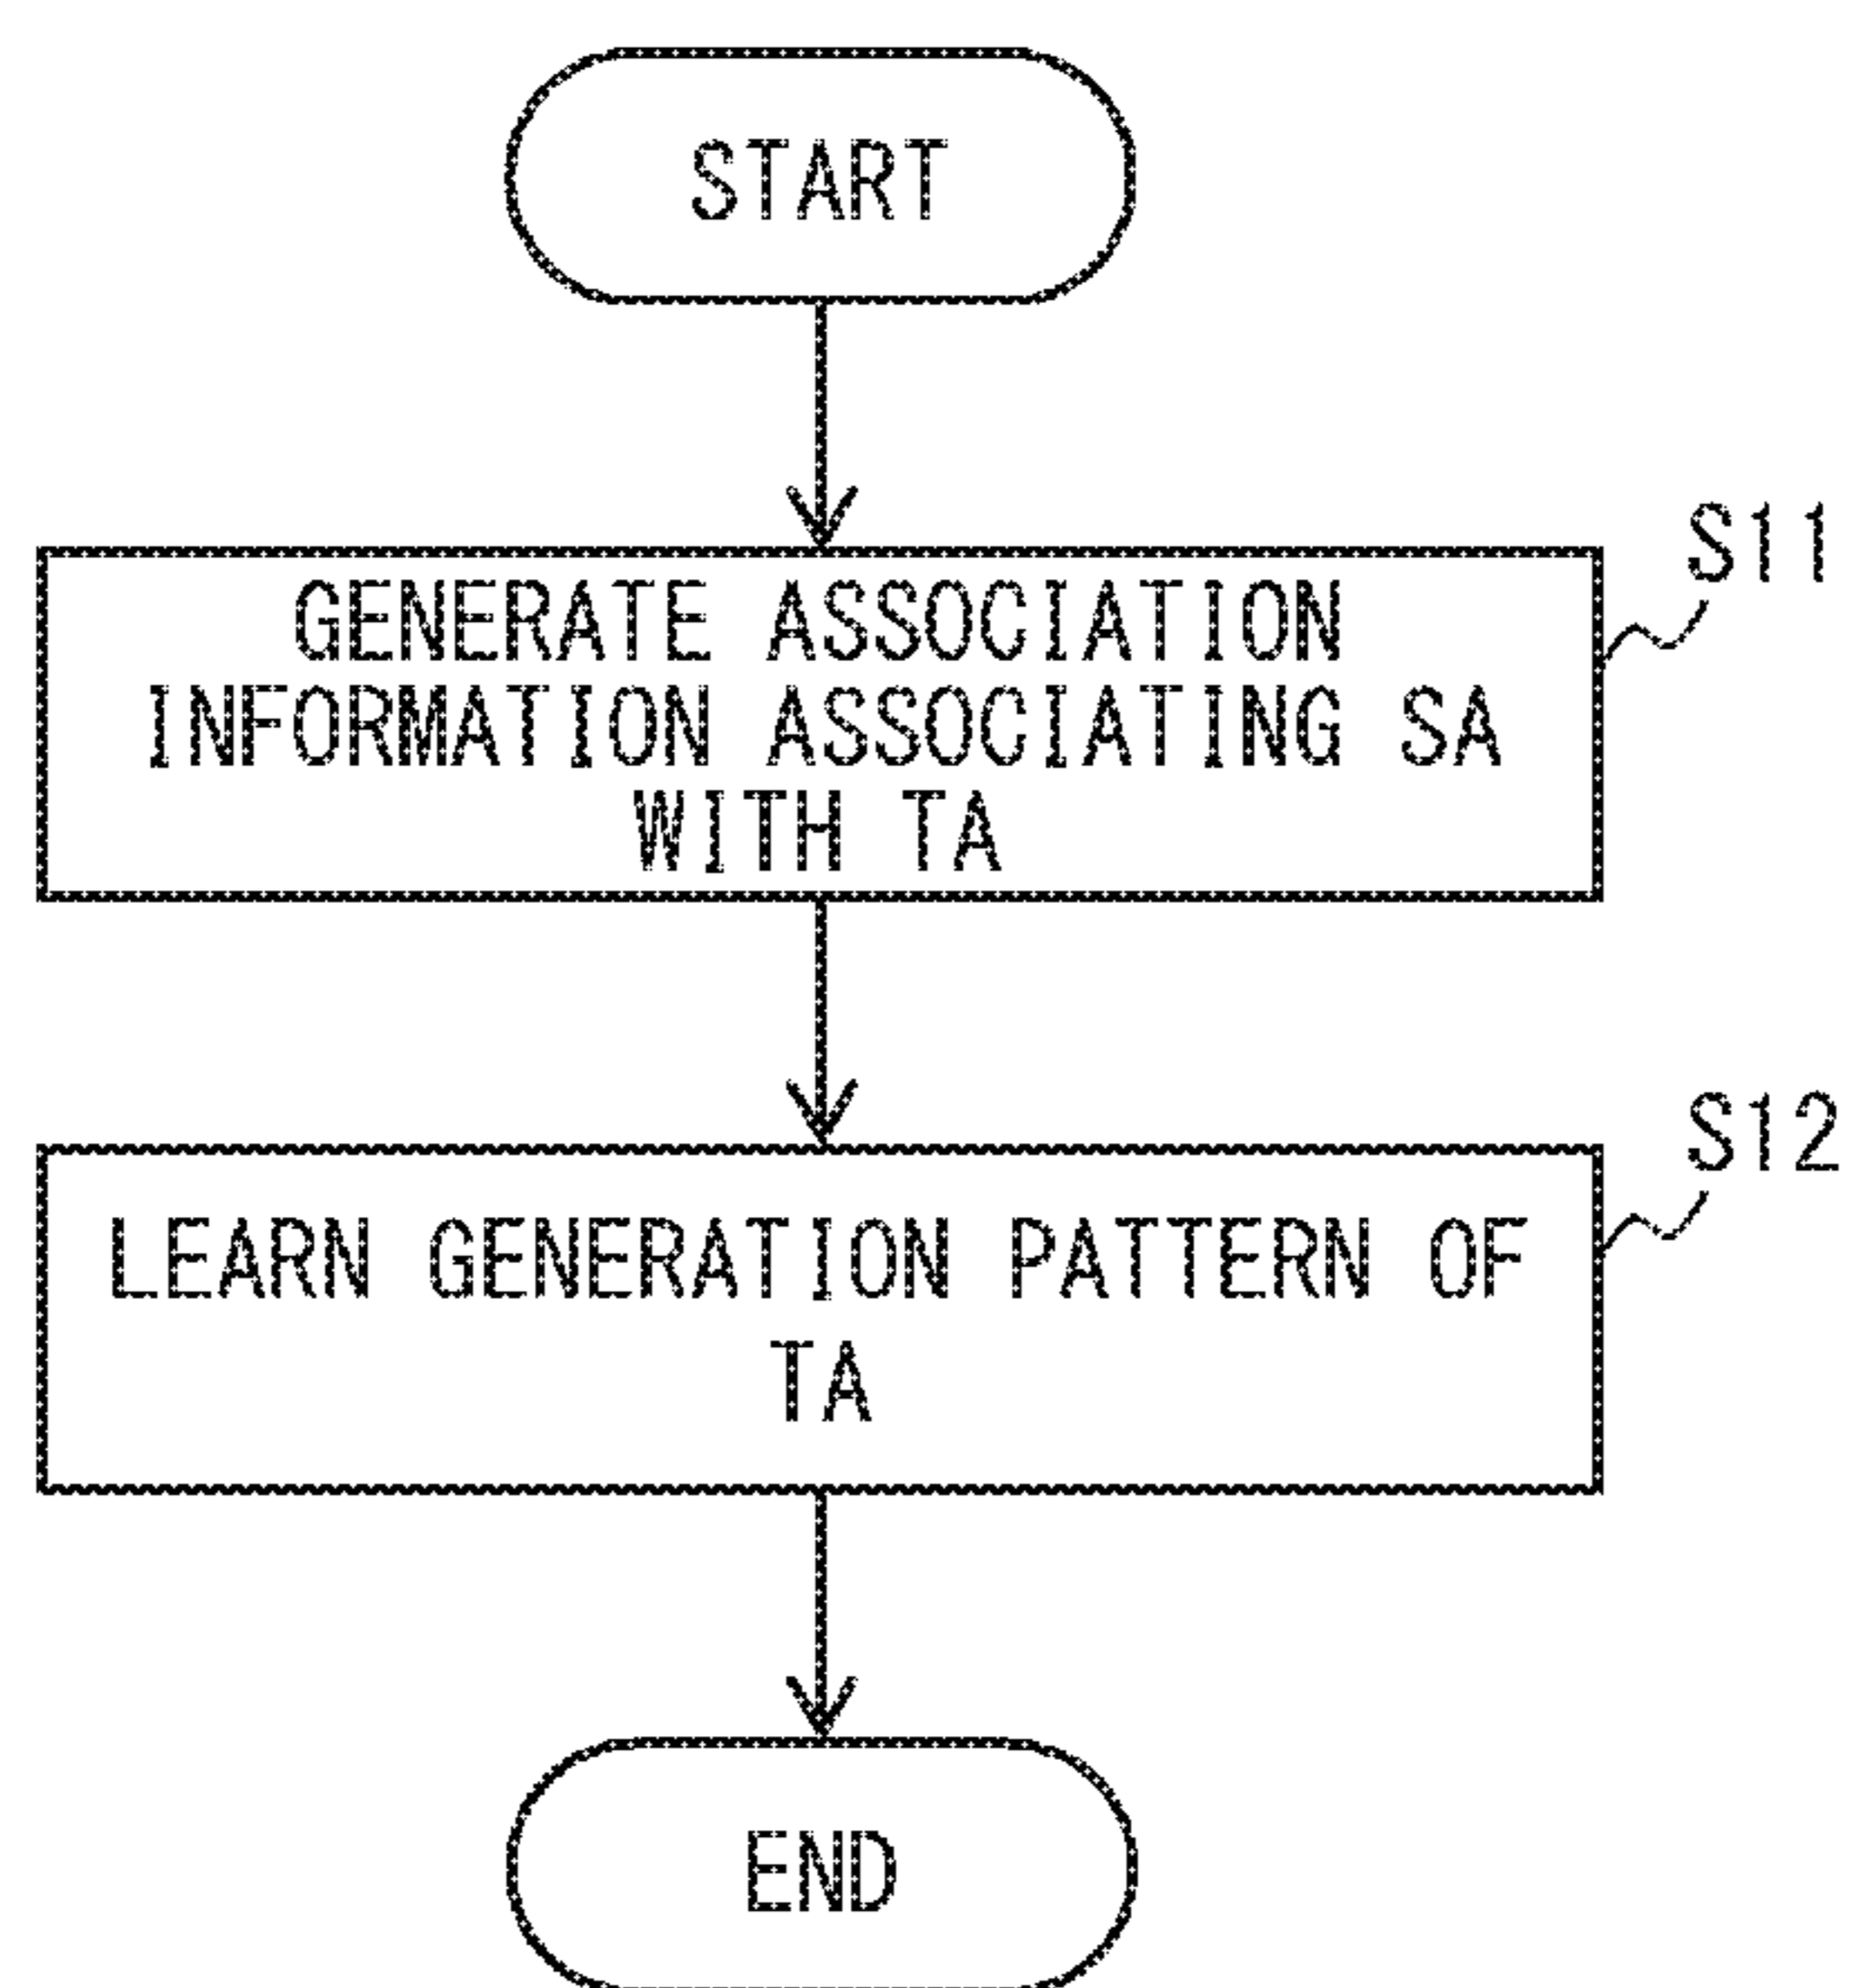 START
S11
GENERATE ASSOCIATION
INFORMATION ASSOCIATING SA
WITH TA
S12
LEARN GENERATION PATTERN OF
TA
END